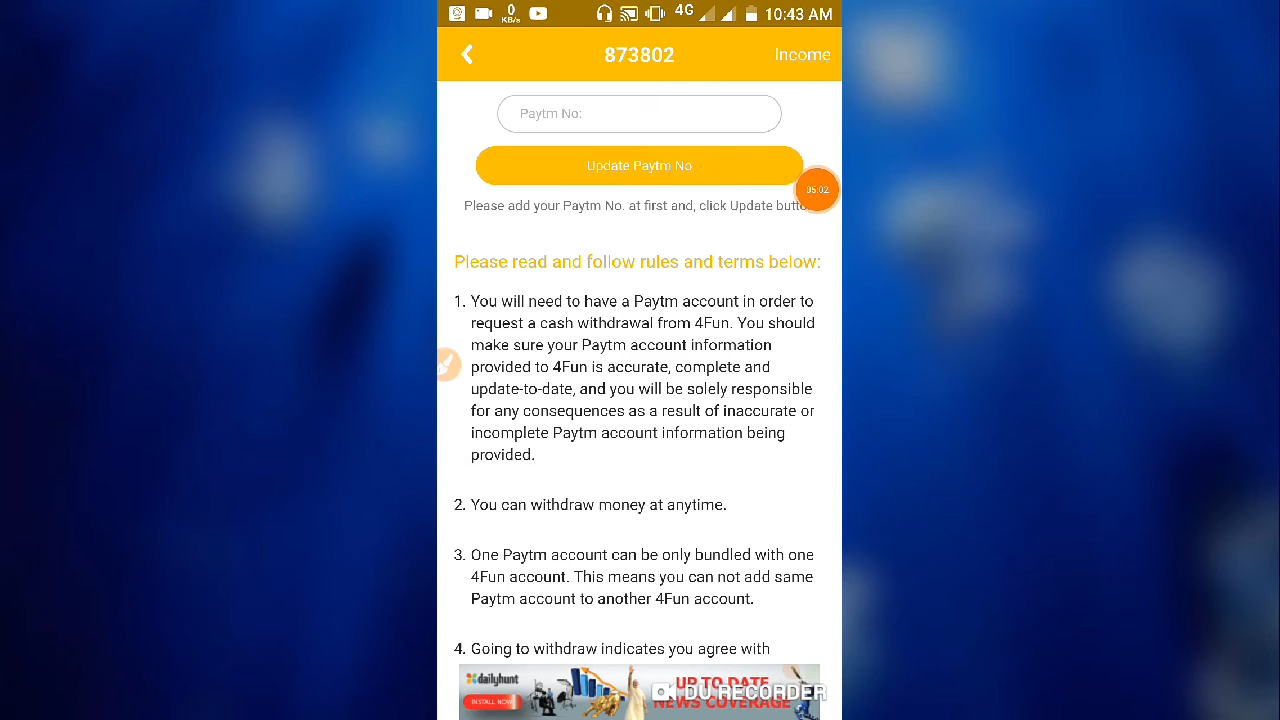 0
KB/s
4G
10:43 AM
873802
Income
Paytm No:
Update Paytm No
05:02
Please add your Paytm No. at first and, click Update butto
Please read and follow rules and terms below:
1. You will need to have a Paytm account in order to
request a cash withdrawal from 4Fun. You should
make sure your Paytm account information
provided to 4Fun is accurate, complete and
update-to-date, and you will be solely responsible
for any consequences as a result of inaccurate or
incomplete Paytm account information being
provided.
2. You can withdraw money at anytime.
3. One Paytm account can be only bundled with one
4Fun account. This means you can not add same
Paytm account to another 4Fun account.
4. Going to withdraw indicates you agree with
dailyhunt
INSTALL NOW
UP TO DATE
NEWS COVERAGE
DU RECORDER